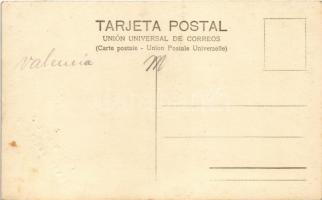 TARJETA POSTAL
UNIÓN UNIVERSAL DE CORREOS
(Carte postale - Union Postale Universelle)
Valencia
M